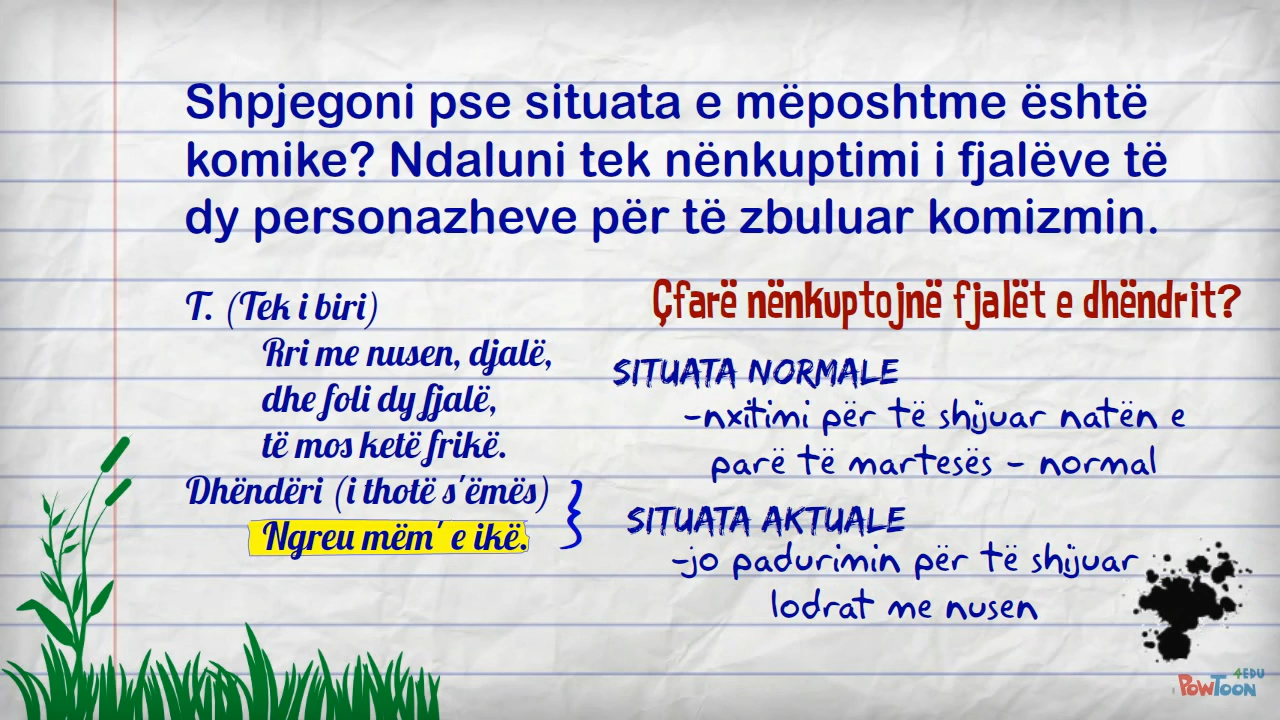 Shpjegoni pse situata e mëposhtme është
komike? Ndaluni tek nënkuptimi i fjalëve të
dy personazheve për të zbuluar komizmin.
T. (Tek i biri)
Rri me nusen, djalë,
dhe foli dy fjalë,
të mos ketë frikë.
Dhëndëri (i thotë s'ëmës)
Ngreu mëm' e ikë.
Çfarë nënkuptojnë fjalët e dhëndrit?
SITUATA NORMALE
-nxitimi për të shijuar natën e
parë të martesës - normal
SITUATA AKTUALE
-jo padurimin për të shijuar
lodrat me nusen
4EDU
POWTOON